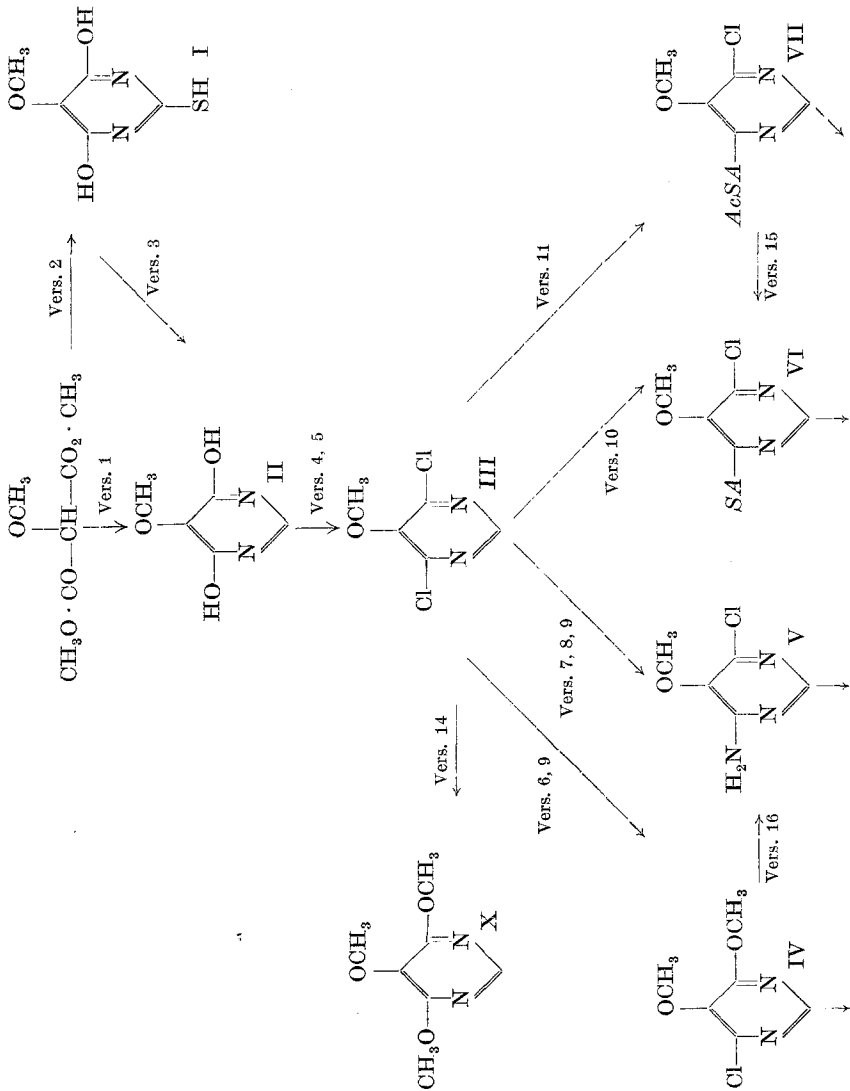 OCH₃
CH₃O · CO—CH—CO₂ · CH₃
Vers. 2
OCH₃
HO OH
N N
SH I
Vers. 1
Vers. 3
OCH₃
HO OH
N N
II
Vers. 4, 5
OCH₃
Cl Cl
N N
III
Vers. 14
OCH₃
CH₃O OCH₃
N N
X
Vers. 6, 9
Vers. 7, 8, 9
Vers. 10
Vers. 11
OCH₃
Cl OCH₃
N N
IV
Vers. 16
OCH₃
H₂N Cl
N N
V
OCH₃
SA Cl
N N
VI
Vers. 15
OCH₃
AcSA Cl
N N
VII